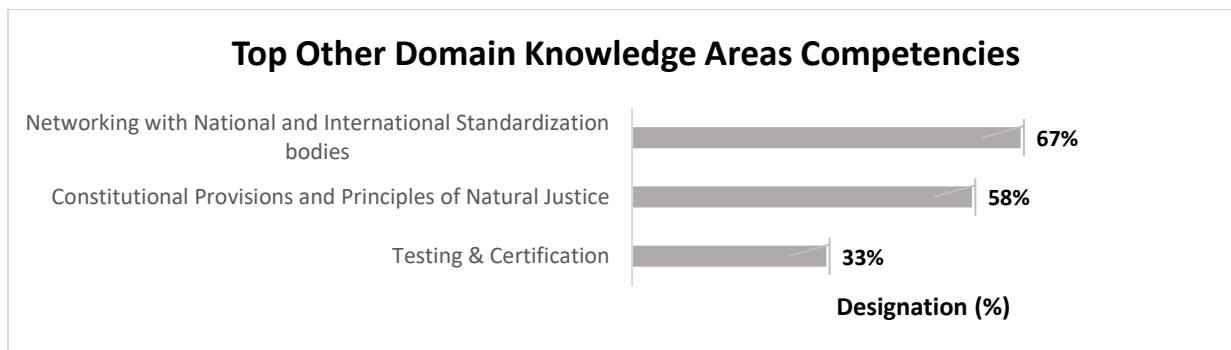 Top Other Domain Knowledge Areas Competencies
Networking with National and International Standardization
bodies
67%
Constitutional Provisions and Principles of Natural Justice
58%
Testing & Certification
33%
Designation (%)